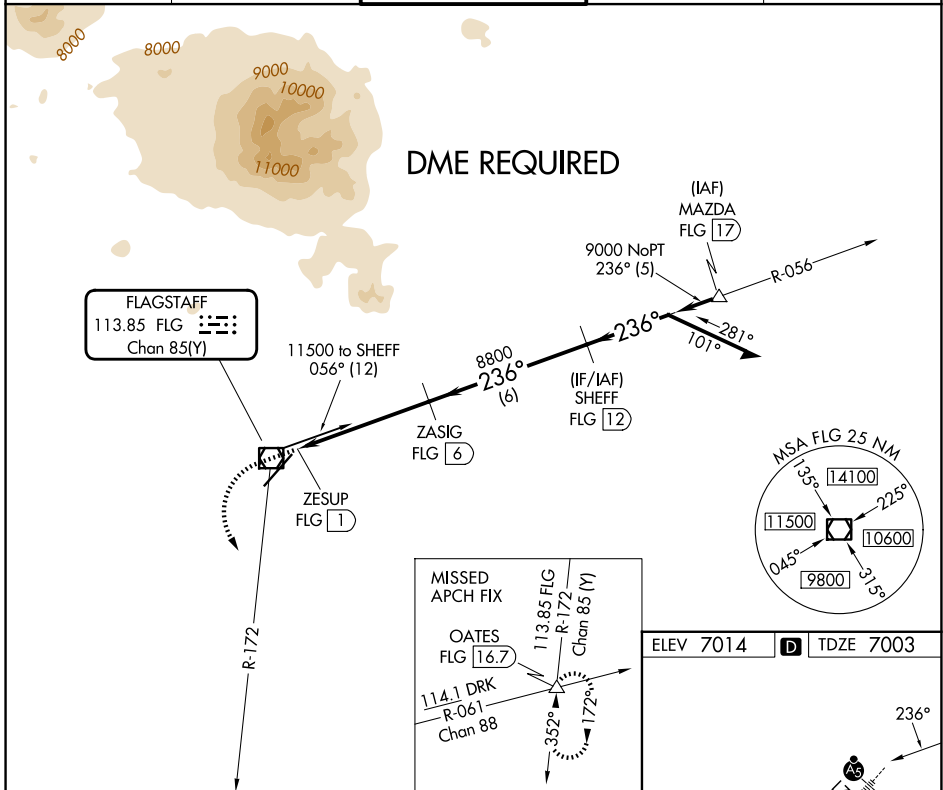 8000
8000
9000
10000
11000
DME REQUIRED
(IAF)
MAZDA
FLG 17
9000 NoPT
236° (5)
R-056
FLAGSTAFF
113.85 FLG
Chan 85(Y)
11500 to SHEFF
056° (12)
8800
236°
(6)
236°
281°
101°
(IF/IAF)
SHEFF
FLG 12
ZASIG
FLG 6
ZESUP
FLG 1
R-172
MSA FLG 25 NM
135°
14100
225°
11500
10600
045°
9800
315°
MISSED
APCH FIX
OATES
FLG 16.7
113.85 FLG
R-172
Chan 85 (Y)
114.1 DRK
R-061
Chan 88
352°
172°
ELEV 7014 D TDZE 7003
236°
A5